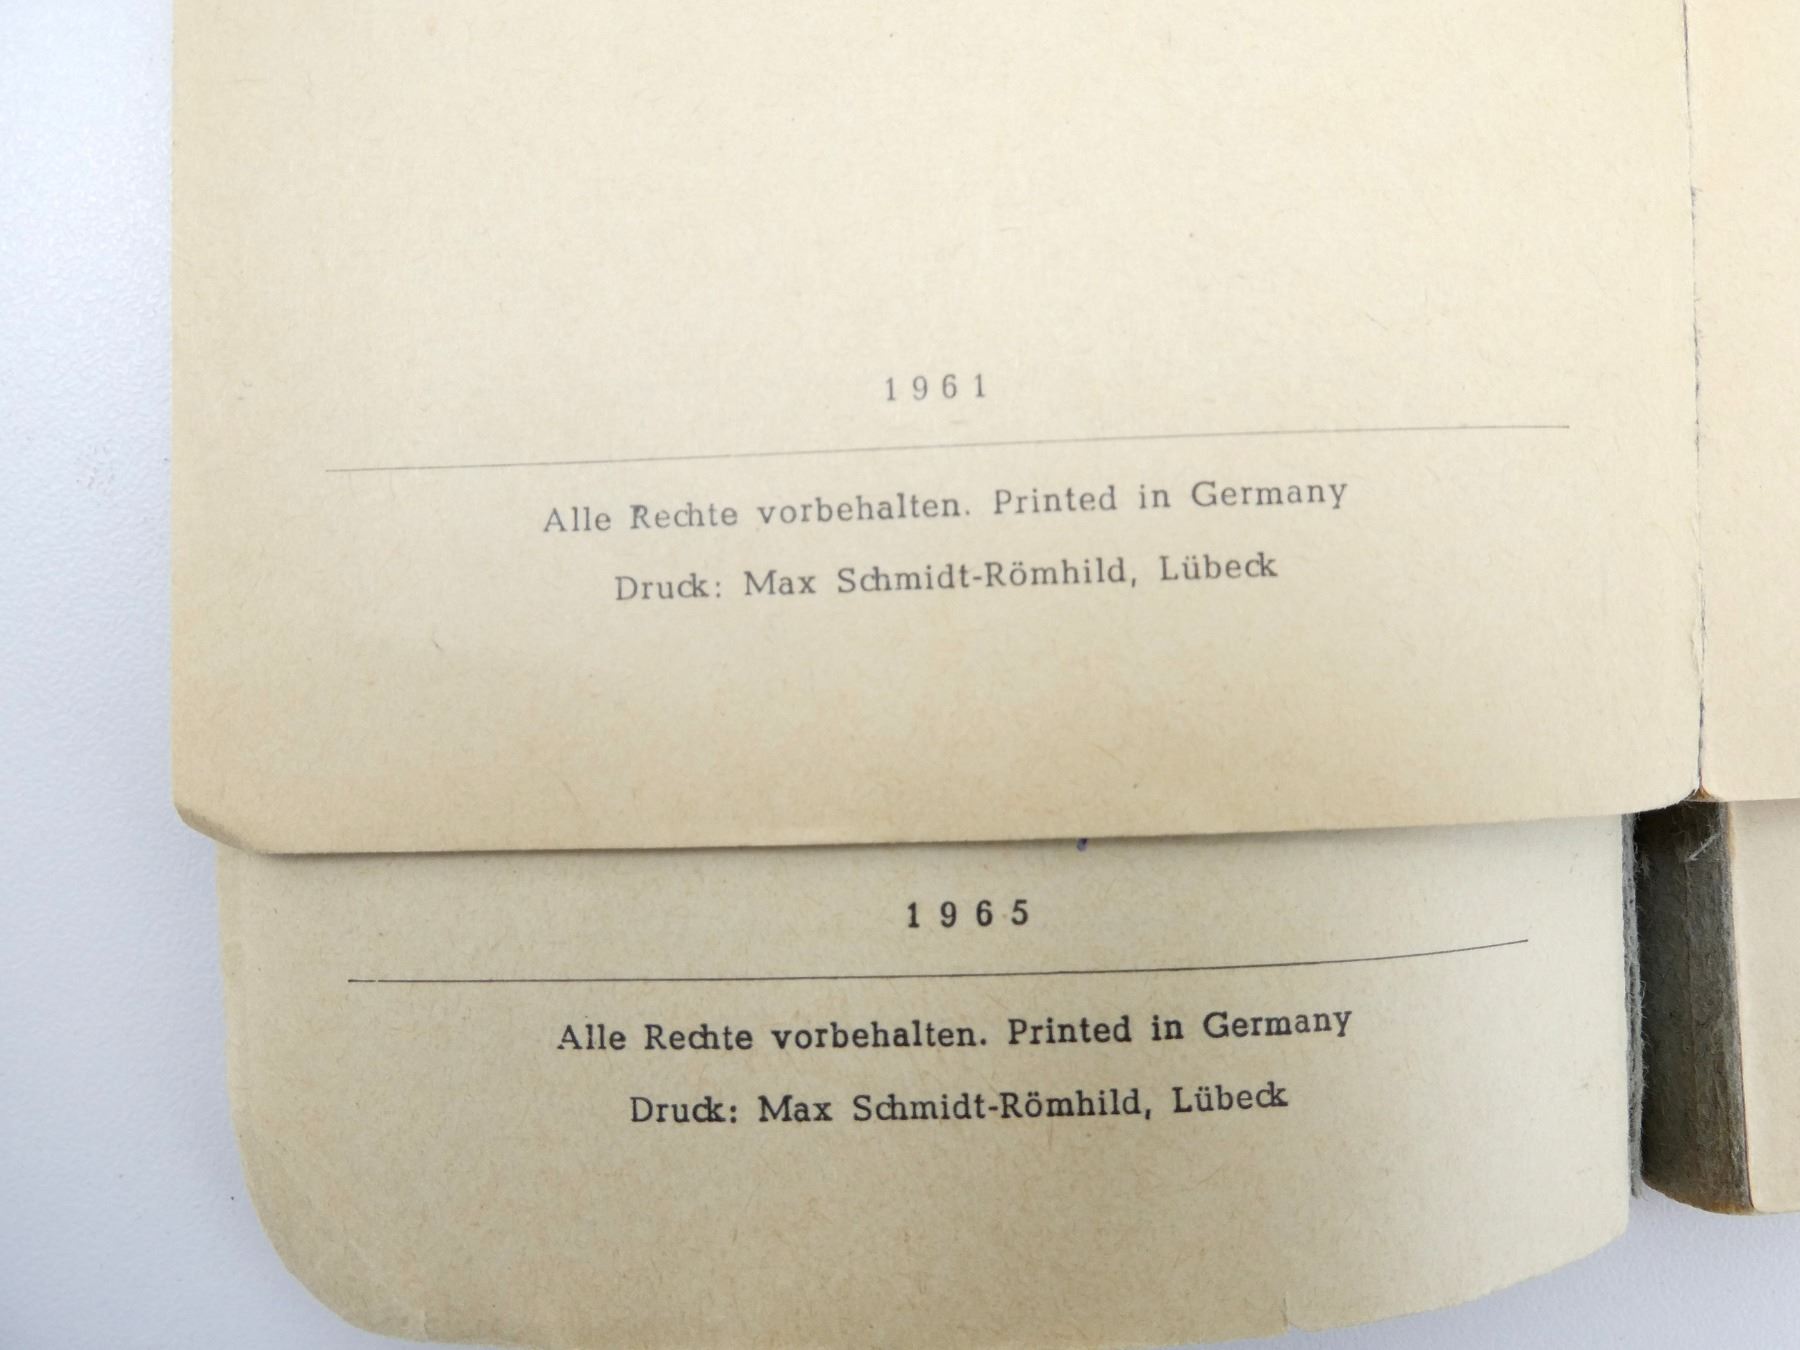 1961
Alle Rechte vorbehalten. Printed in Germany
Druck: Max Schmidt-Römhild, Lübeck
1965
Alle Rechte vorbehalten. Printed in Germany
Druck: Max Schmidt-Römhild, Lübeck